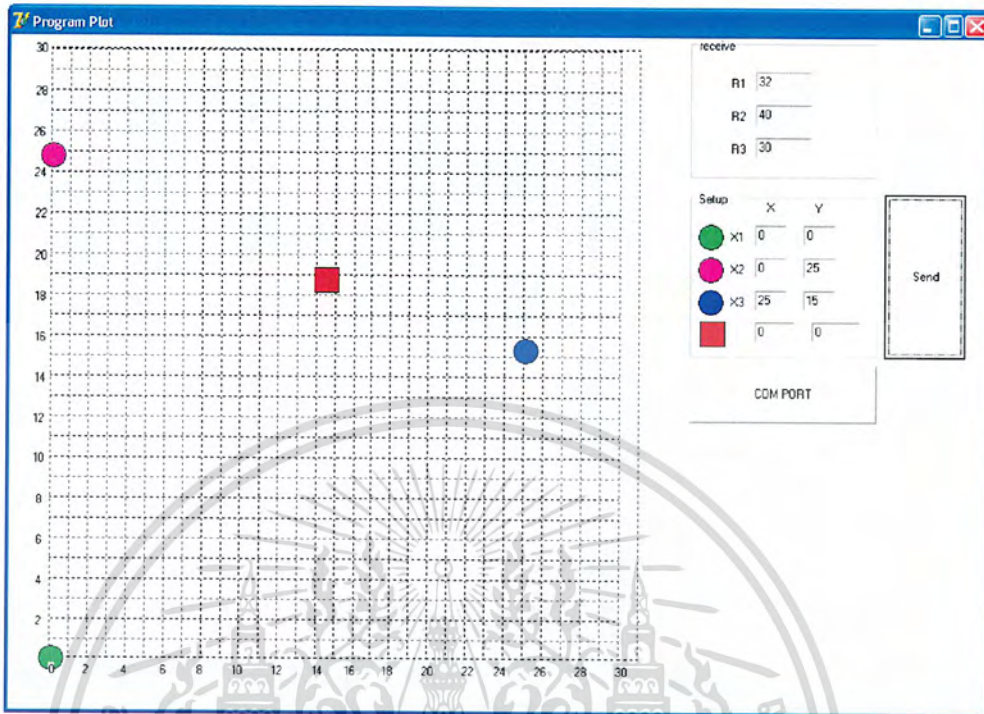 Program Plot
30
28
26
24
22
20
18
16
14
12
10
8
6
4
2
0 2 4 6 8 10 12 14 16 18 20 22 24 26 28 30
receive
R1 32
R2 40
R3 30
Setup X Y
X1 0 0
X2 0 25
X3 25 15
0 0
Send
COM PORT